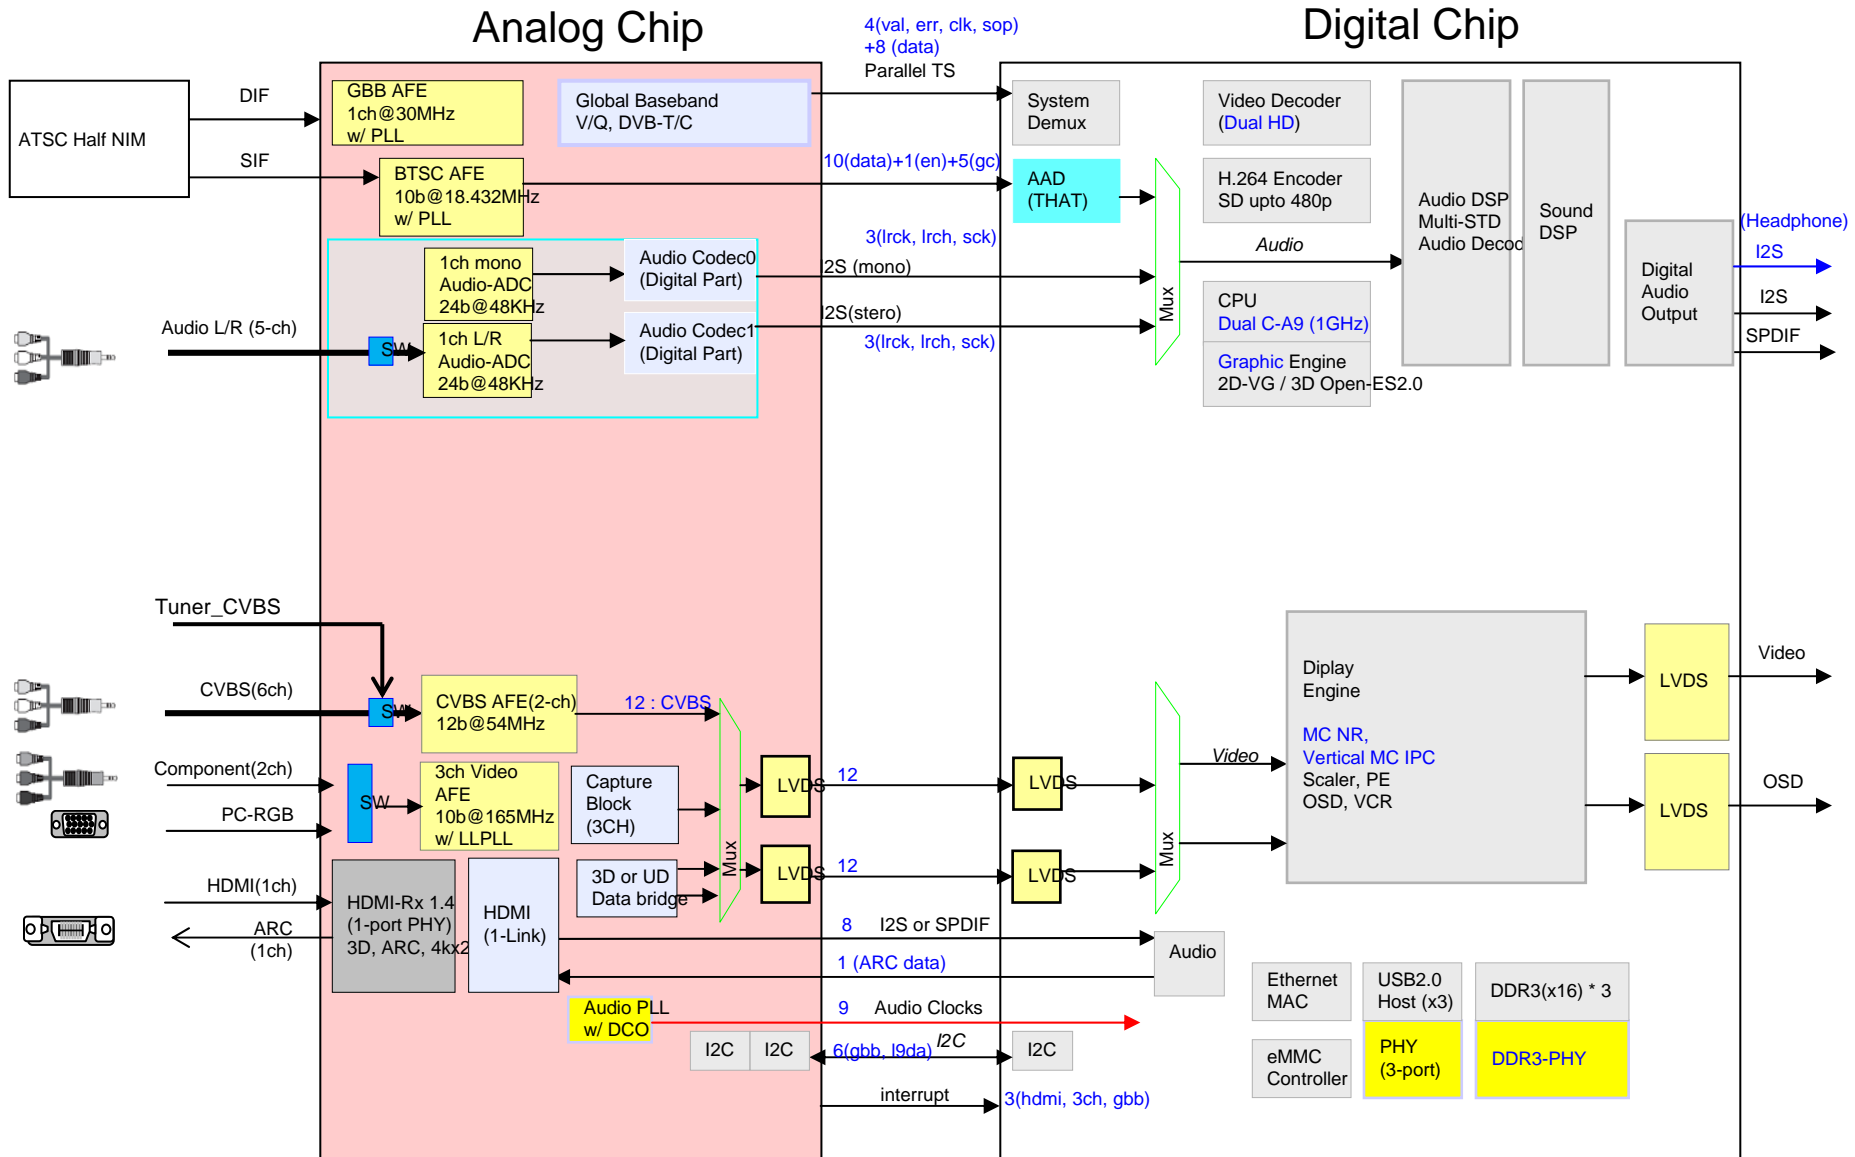 Analog Chip
Digital Chip
4(val, err, clk, sop)
+8 (data)
Parallel TS
ATSC Half NIM
DIF
SIF
GBB AFE
1ch@30MHz
w/ PLL
Global Baseband
V/Q, DVB-T/C
BTSC AFE
10b@18.432MHz
w/ PLL
10(data)+1(en)+5(gc)
System
Demux
AAD
(THAT)
Video Decoder
(Dual HD)
H.264 Encoder
SD upto 480p
Audio
CPU
Dual C-A9 (1GHz)
Graphic Engine
2D-VG / 3D Open-ES2.0
Audio DSP
Multi-STD
Audio Decod
Sound
DSP
Digital
Audio
Output
(Headphone)
I2S
I2S
SPDIF
Audio L/R (5-ch)
SW
1ch mono
Audio-ADC
24b@48KHz
1ch L/R
Audio-ADC
24b@48KHz
Audio Codec0
(Digital Part)
Audio Codec1
(Digital Part)
3(lrck, lrch, sck)
I2S (mono)
I2S(stero)
3(lrck, lrch, sck)
Mux
Tuner_CVBS
CVBS(6ch)
SW
CVBS AFE(2-ch)
12b@54MHz
12 : CVBS
Component(2ch)
PC-RGB
SW
3ch Video
AFE
10b@165MHz
w/ LLPLL
Capture
Block
(3CH)
3D or UD
Data bridge
Mux
LVDS
LVDS
12
12
LVDS
LVDS
Mux
Video
Diplay
Engine
MC NR,
Vertical MC IPC
Scaler, PE
OSD, VCR
LVDS
LVDS
Video
OSD
HDMI(1ch)
ARC
(1ch)
HDMI-Rx 1.4
(1-port PHY)
3D, ARC, 4kx2
HDMI
(1-Link)
8 I2S or SPDIF
1 (ARC data)
Audio
Audio PLL
w/ DCO
9 Audio Clocks
I2C
I2C
6(gbb, l9da)
I2C
I2C
interrupt
3(hdmi, 3ch, gbb)
Ethernet
MAC
USB2.0
Host (x3)
DDR3(x16) * 3
eMMC
Controller
PHY
(3-port)
DDR3-PHY